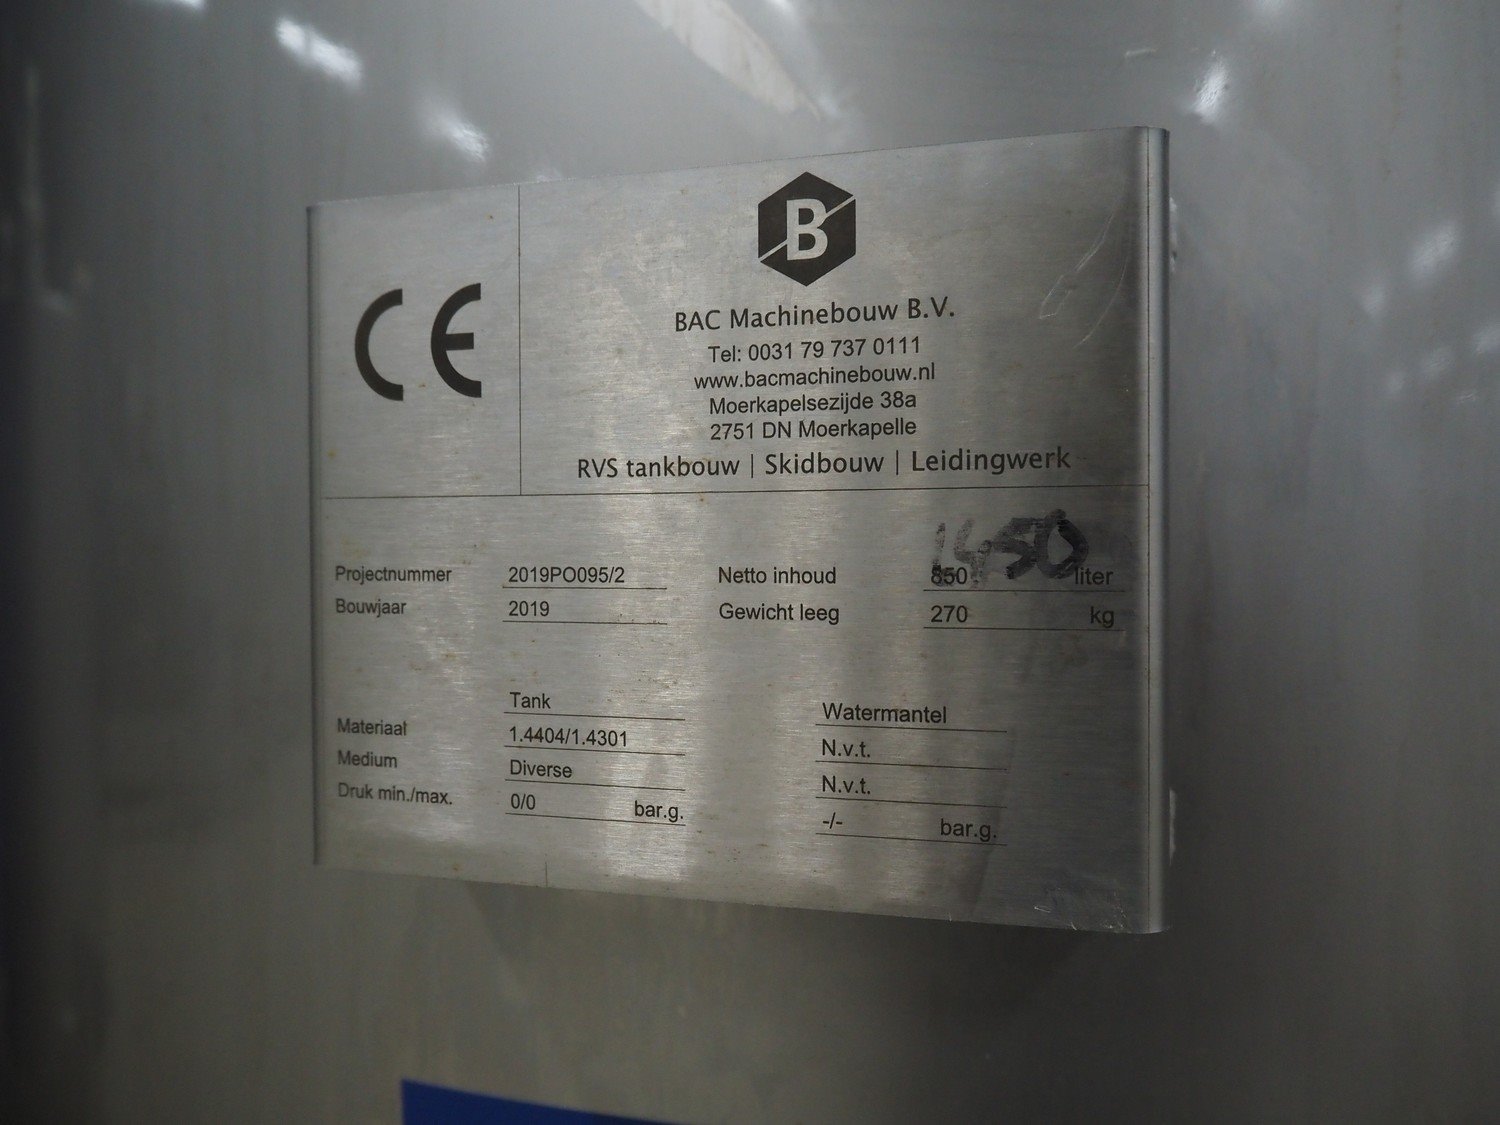 CE
B
BAC Machinebouw B.V.
Tel: 0031 79 737 0111
www.bacmachinebouw.nl
Moerkapelsezijde 38a
2751 DN Moerkapelle
RVS tankbouw | Skidbouw | Leidingwerk
1450
Projectnummer 2019PO095/2 Netto inhoud 850 liter
Bouwjaar 2019 Gewicht leeg 270 kg
Tank Watermantel
Materiaal 1.4404/1.4301 N.v.t.
Medium Diverse N.v.t.
Druk min./max. 0/0 bar.g. -/- bar.g.